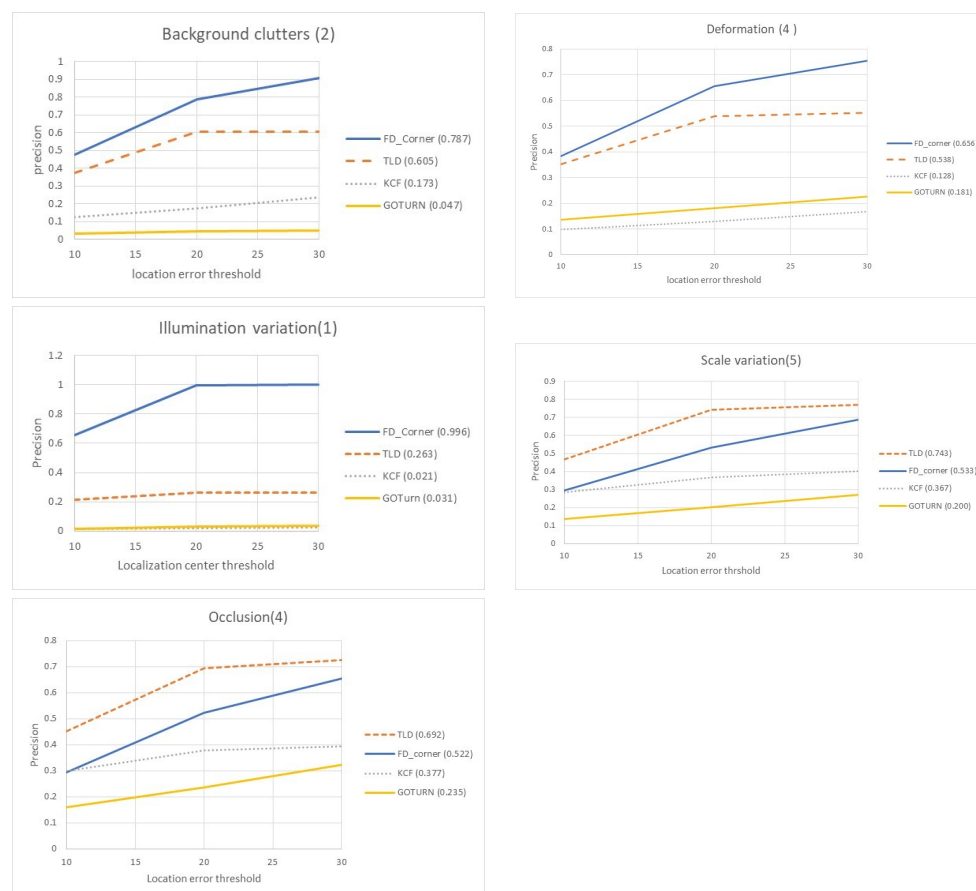 Background clutters (2)
1
0.9
0.8
0.7
0.6
0.5
0.4
0.3
0.2
0.1
0
precision
10 15 20 25 30
location error threshold
FD_Corner (0.787)
TLD (0.605)
KCF (0.173)
GOTURN (0.047)
Deformation (4 )
0.8
0.7
0.6
0.5
0.4
0.3
0.2
0.1
0
Precision
10 15 20 25 30
location error threshold
FD_corner (0.656
TLD (0.538)
KCF (0.128)
GOTURN (0.181)
Illumination variation(1)
1.2
1
0.8
0.6
0.4
0.2
0
Precision
10 15 20 25 30
Localization center threshold
FD_Corner (0.996)
TLD (0.263)
KCF (0.021)
GOTurn (0.031)
Scale variation(5)
0.9
0.8
0.7
0.6
0.5
0.4
0.3
0.2
0.1
0
Precision
10 15 20 25 30
Location error thrshold
TLD (0.743)
FD_corner (0.533)
KCF (0.367)
GOTURN (0.200)
Occlusion(4)
0.8
0.7
0.6
0.5
0.4
0.3
0.2
0.1
0
Precision
10 15 20 25 30
Location error threshold
TLD (0.692)
FD_corner (0.522)
KCF (0.377)
GOTURN (0.235)